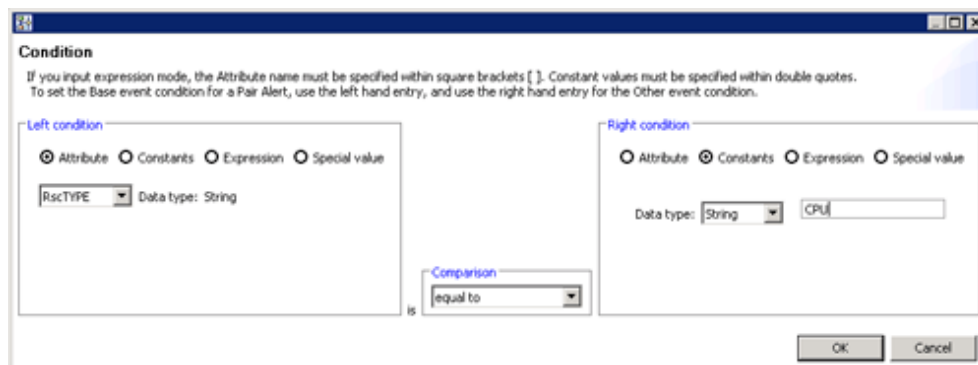 Condition
If you input expression mode, the Attribute name must be specified within square brackets [ ]. Constant values must be specified within double quotes.
To set the Base event condition for a Pair Alert, use the left hand entry, and use the right hand entry for the Other event condition.
Left condition
Attribute Constants Expression Special value
RscTYPE Data type: String
is
Comparison
equal to
Right condition
Attribute Constants Expression Special value
Data type: String CPU
OK Cancel